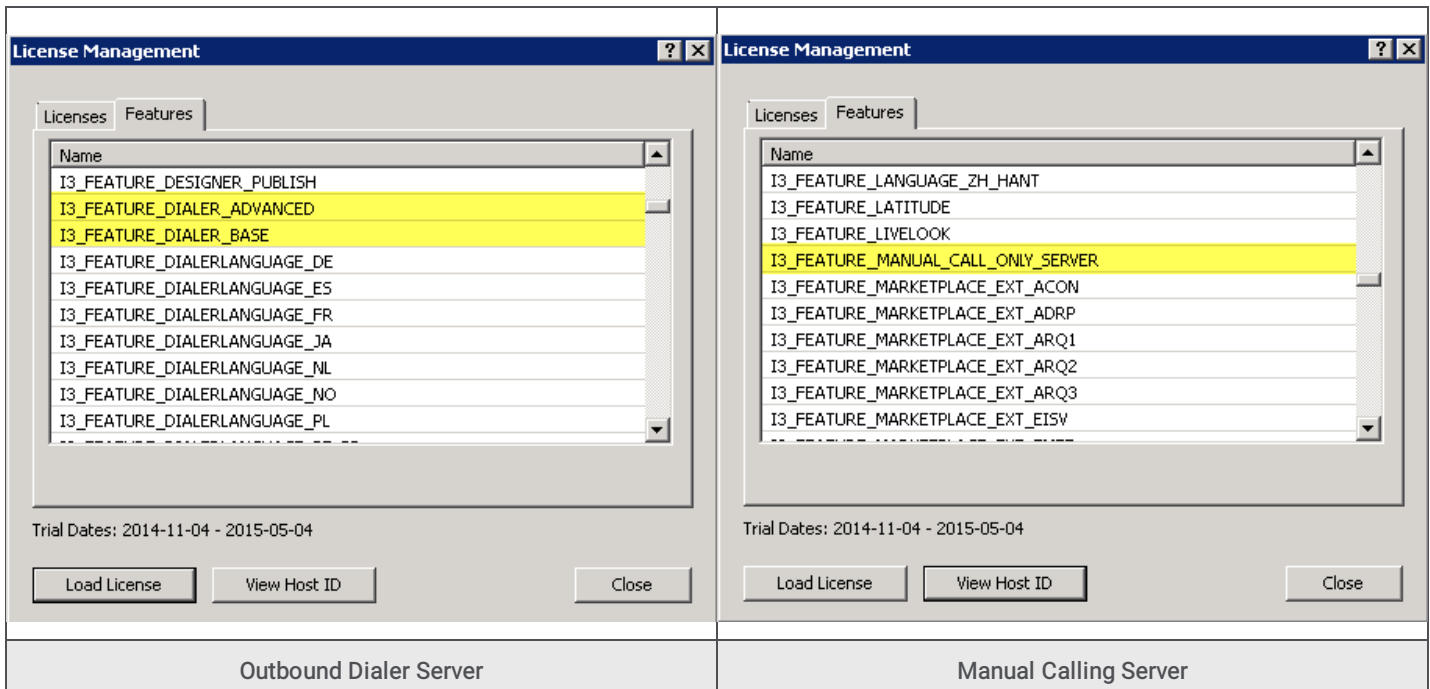 License Management
Licenses Features
Name
I3_FEATURE_DESIGNER_PUBLISH
I3_FEATURE_DIALER_ADVANCED
I3_FEATURE_DIALER_BASE
I3_FEATURE_DIALERLANGUAGE_DE
I3_FEATURE_DIALERLANGUAGE_ES
I3_FEATURE_DIALERLANGUAGE_FR
I3_FEATURE_DIALERLANGUAGE_JA
I3_FEATURE_DIALERLANGUAGE_NL
I3_FEATURE_DIALERLANGUAGE_NO
I3_FEATURE_DIALERLANGUAGE_PL
Trial Dates: 2014-11-04 - 2015-05-04
Load License View Host ID Close
Outbound Dialer Server
License Management
Licenses Features
Name
I3_FEATURE_LANGUAGE_ZH_HANT
I3_FEATURE_LATITUDE
I3_FEATURE_LIVELOOK
I3_FEATURE_MANUAL_CALL_ONLY_SERVER
I3_FEATURE_MARKETPLACE_EXT_ACON
I3_FEATURE_MARKETPLACE_EXT_ADRP
I3_FEATURE_MARKETPLACE_EXT_ARQ1
I3_FEATURE_MARKETPLACE_EXT_ARQ2
I3_FEATURE_MARKETPLACE_EXT_ARQ3
I3_FEATURE_MARKETPLACE_EXT_EISV
Trial Dates: 2014-11-04 - 2015-05-04
Load License View Host ID Close
Manual Calling Server